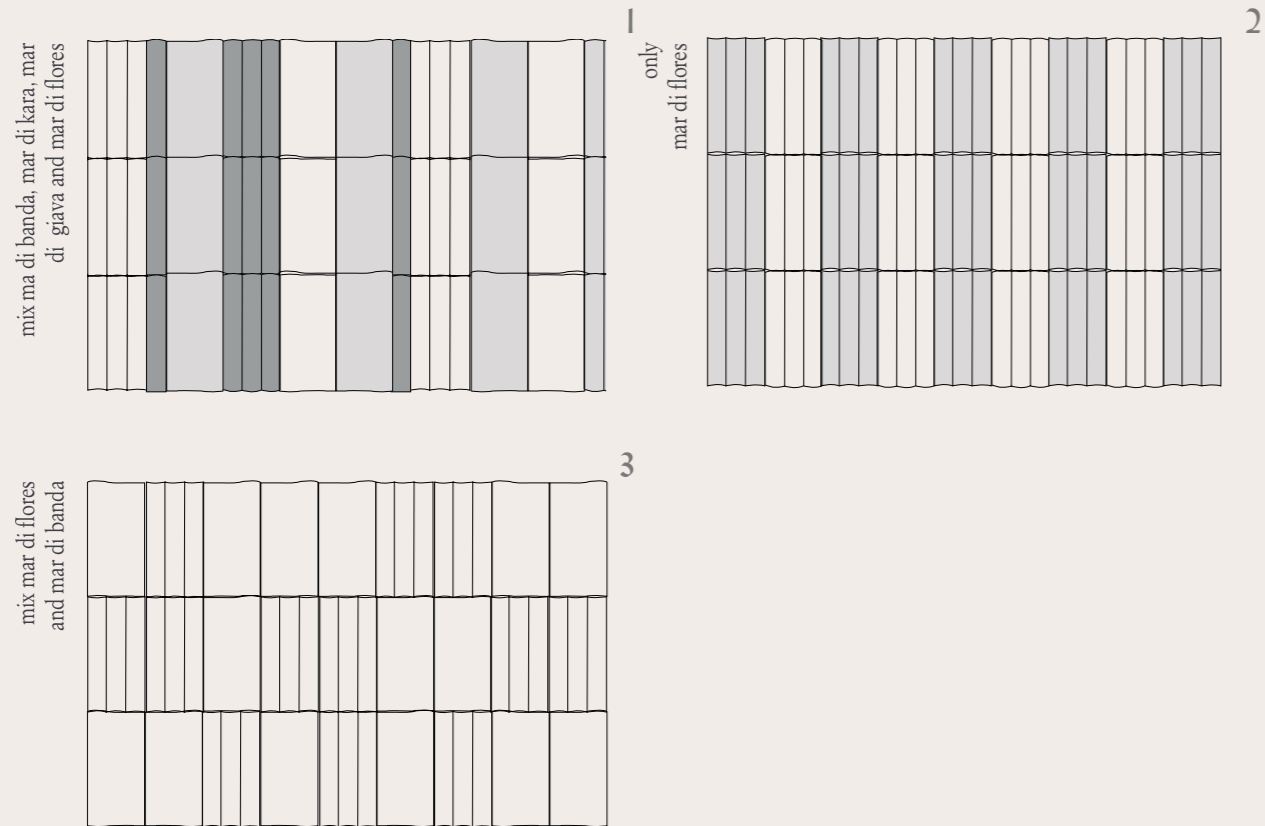 1
mix ma di banda, mar di kara, mar
di giava and mar di flores
2
only
mar di flores
3
mix mar di flores
and mar di banda